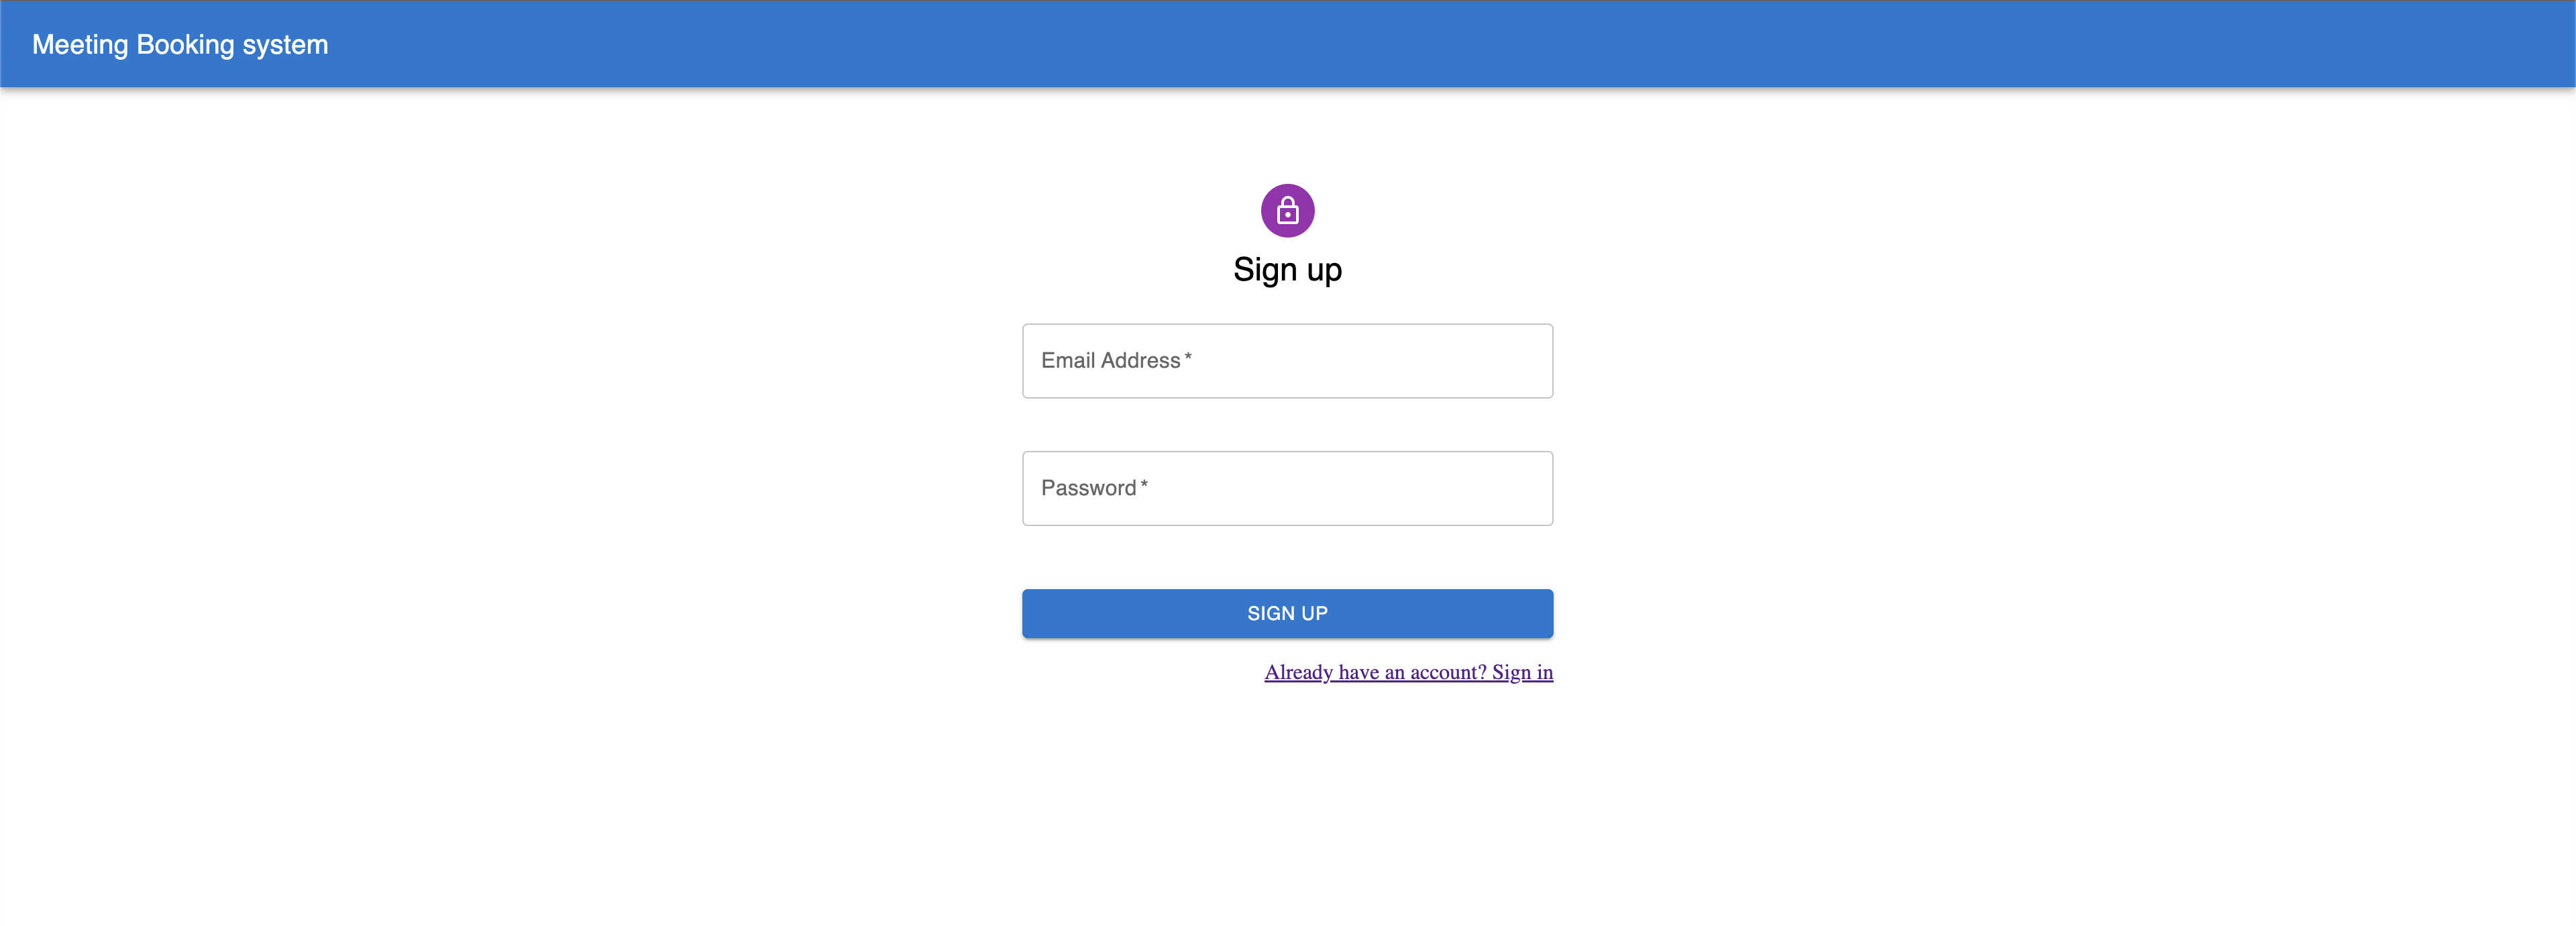 Meeting Booking system
Sign up
Email Address *
Password *
SIGN UP
Already have an account? Sign in